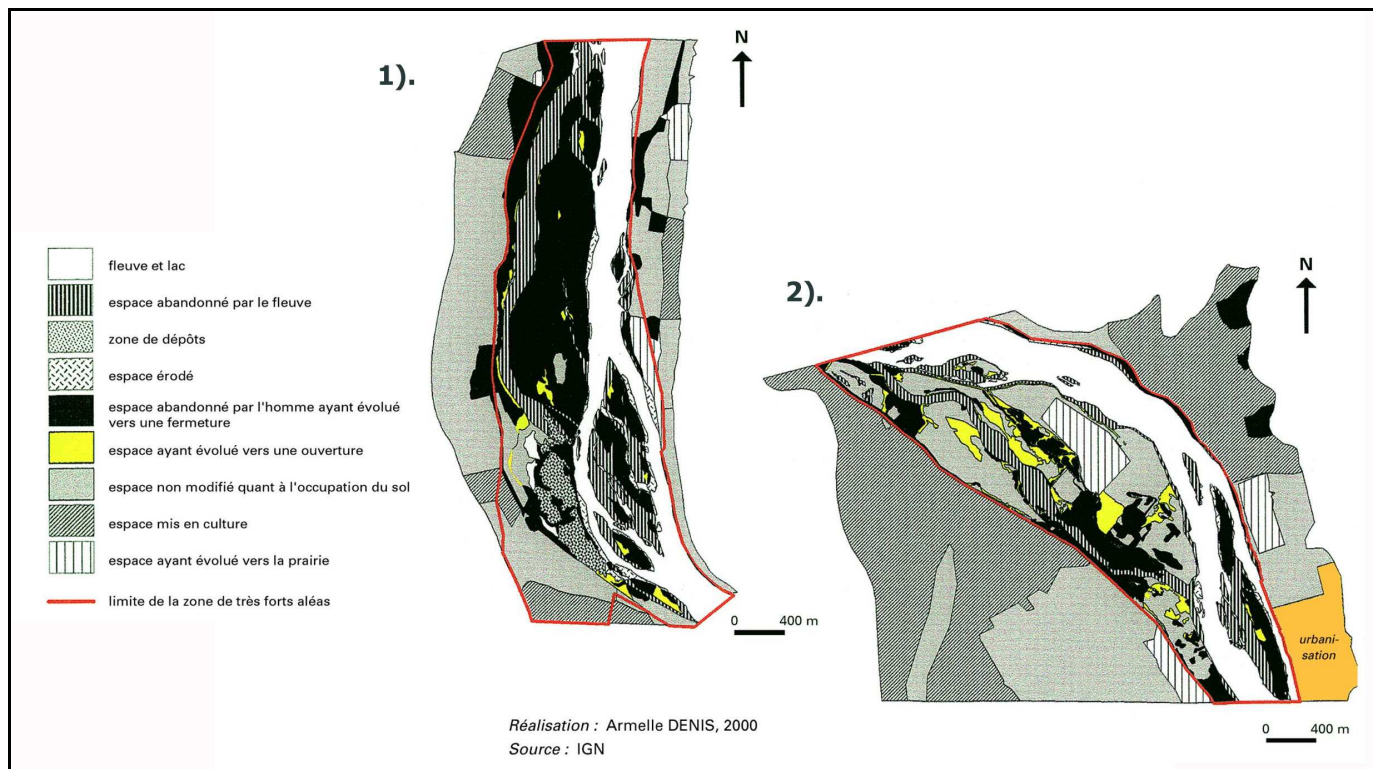 1).
N
fleuve et lac
espace abandonné par le fleuve
zone de dépôts
espace érodé
espace abandonné par l'homme ayant évolué
vers une fermeture
espace ayant évolué vers une ouverture
espace non modifié quant à l'occupation du sol
espace mis en culture
espace ayant évolué vers la prairie
limite de la zone de très forts aléas
0 400 m
2).
N
urbani-
sation
0 400 m
Réalisation : Armelle DENIS, 2000
Source : IGN